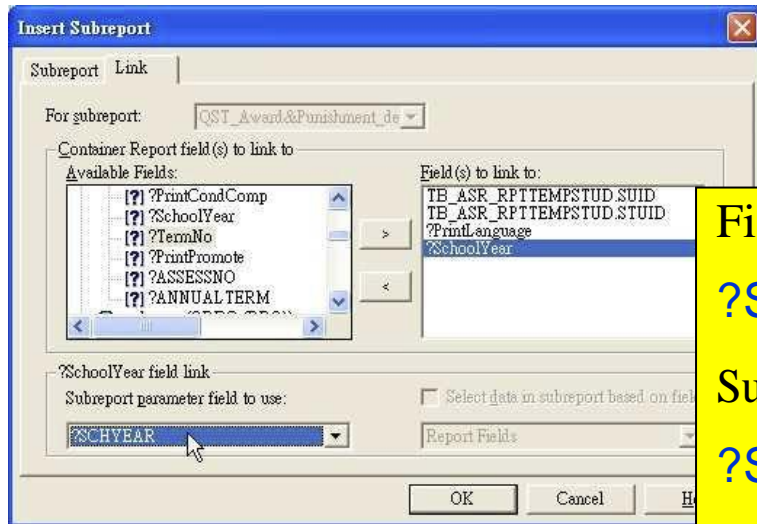 Insert Subreport
Subreport Link
For subreport: QST_Award&Punishment_de
Container Report field(s) to link to
Available Fields:
[?] ?PrintCondComp
[?] ?SchoolYear
[?] ?TermNo
[?] ?PrintPromote
[?] ?ASSESSNO
[?] ?ANNUALTERM
>
<
Field(s) to link to:
TB_ASR_RPTTEMPSTUD.SUID
TB_ASR_RPTTEMPSTUD.STUID
?PrintLanguage
?SchoolYear
?SchoolYear field link
Subreport parameter field to use:
?SCHYEAR
Select data in subreport based on fiel
Report Fields
OK Cancel He
Fi
?S
Su
?S